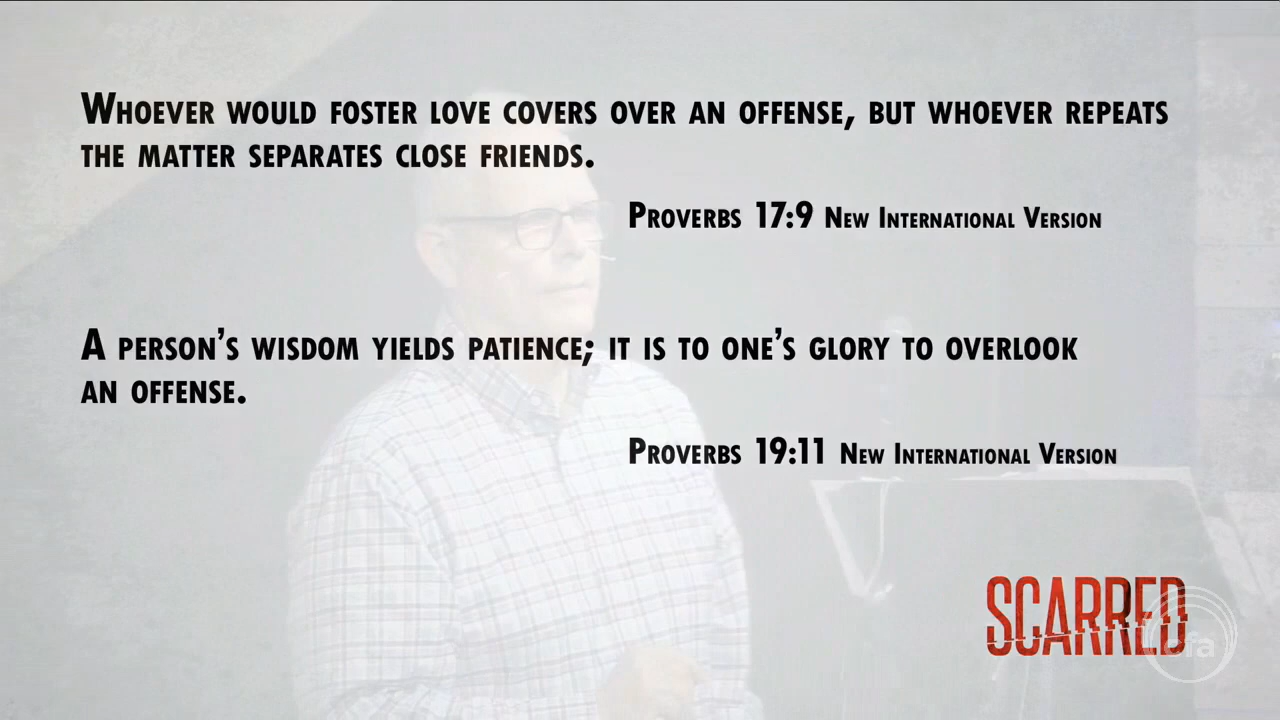 Whoever would foster love covers over an offense, but whoever repeats
the matter separates close friends.
Proverbs 17:9 New International Version
A person’s wisdom yields patience; it is to one’s glory to overlook
an offense.
Proverbs 19:11 New International Version
SCARRED
cfa